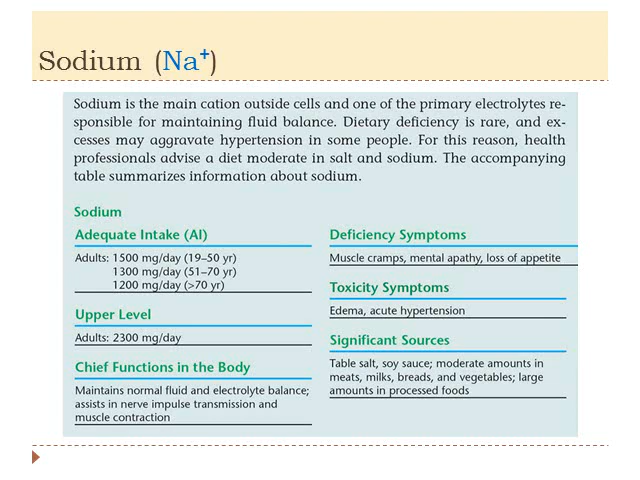 Sodium (Na+)
Sodium is the main cation outside cells and one of the primary electrolytes re-
sponsible for maintaining fluid balance. Dietary deficiency is rare, and ex-
cesses may aggravate hypertension in some people. For this reason, health
professionals advise a diet moderate in salt and sodium. The accompanying
table summarizes information about sodium.
Sodium
Adequate Intake (AI)
Adults: 1500 mg/day (19–50 yr)
1300 mg/day (51–70 yr)
1200 mg/day (>70 yr)
Upper Level
Adults: 2300 mg/day
Chief Functions in the Body
Maintains normal fluid and electrolyte balance;
assists in nerve impulse transmission and
muscle contraction
Deficiency Symptoms
Muscle cramps, mental apathy, loss of appetite
Toxicity Symptoms
Edema, acute hypertension
Significant Sources
Table salt, soy sauce; moderate amounts in
meats, milks, breads, and vegetables; large
amounts in processed foods